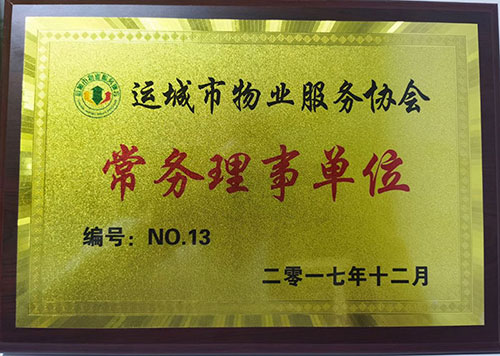 运城市物业服务协会
常务理事单位
编号：NO.13
二零一七年十二月